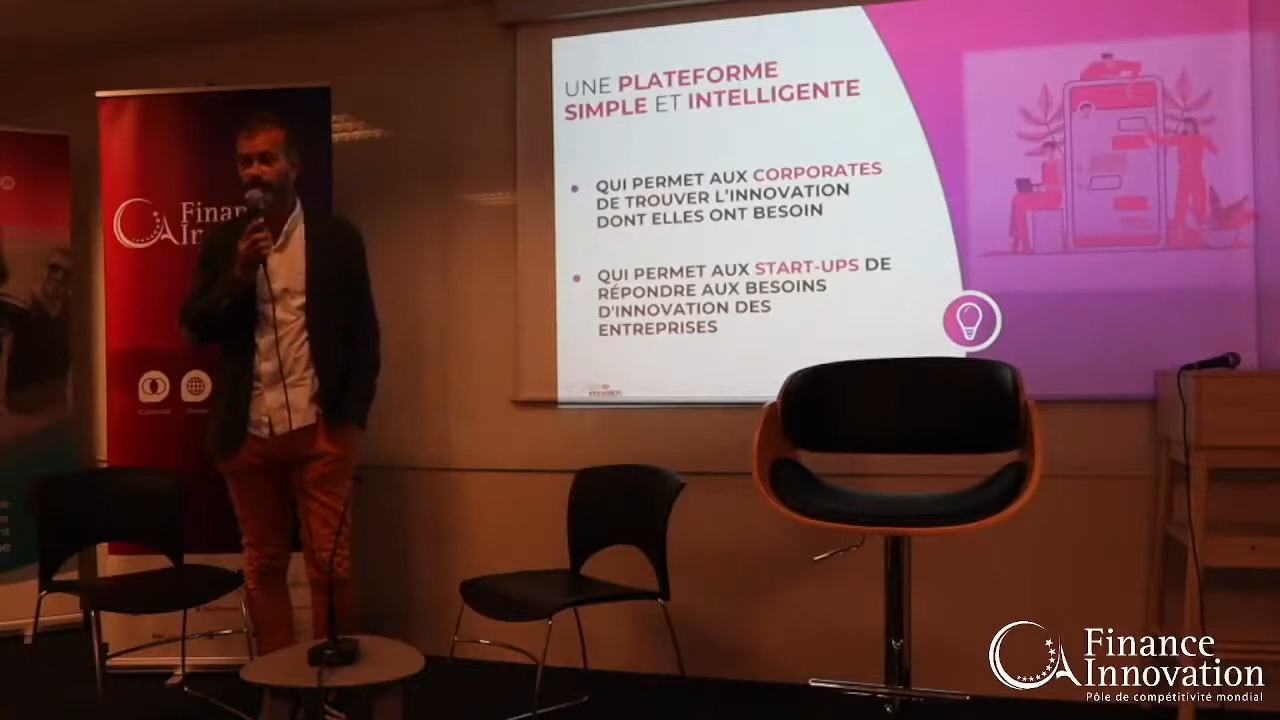 UNE PLATEFORME
SIMPLE ET INTELLIGENTE
QUI PERMET AUX CORPORATES
DE TROUVER L'INNOVATION
DONT ELLES ONT BESOIN
QUI PERMET AUX START-UPS DE
RÉPONDRE AUX BESOINS
D'INNOVATION DES
ENTREPRISES
innovation
Finance
Innovation
Pôle de compétitivité mondial